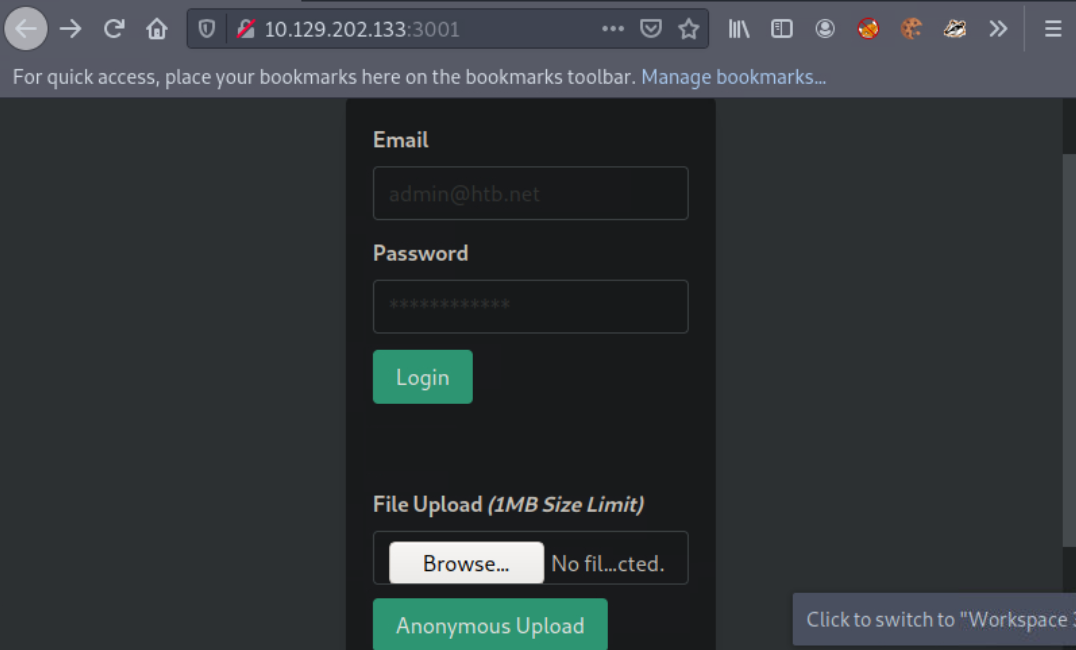 10.129.202.133:3001
For quick access, place your bookmarks here on the bookmarks toolbar. Manage bookmarks...
Email
admin@htb.net
Password
************
Login
File Upload (1MB Size Limit)
Browse... No fil...cted.
Anonymous Upload
Click to switch to "Workspace